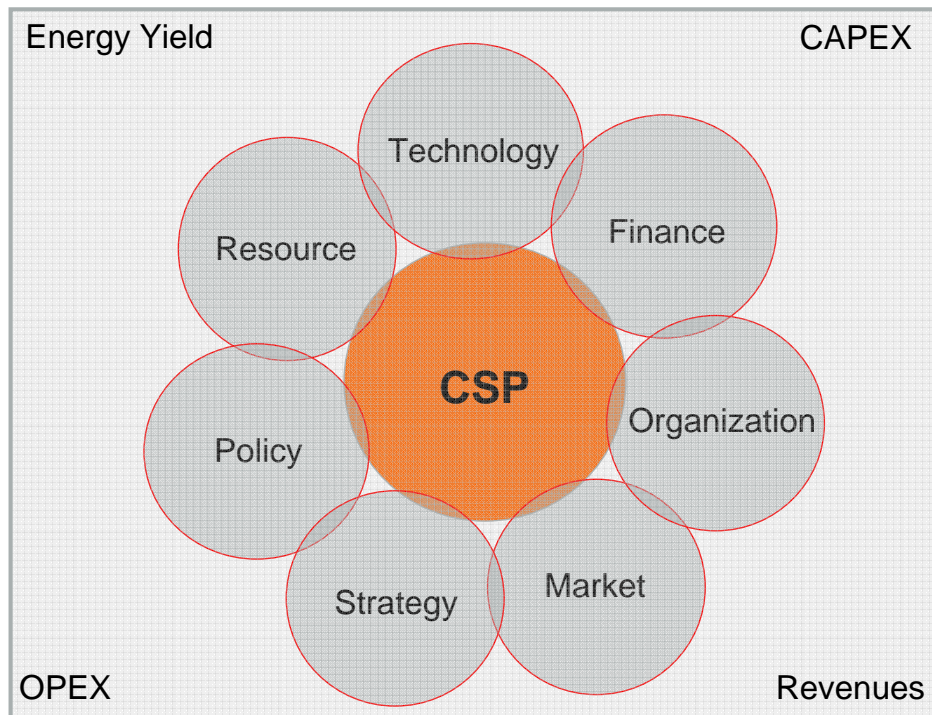 Energy Yield
CAPEX
Technology
Finance
Resource
CSP
Organization
Policy
Market
Strategy
OPEX
Revenues